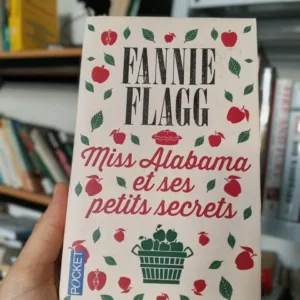 FANNIE
FLAGG
Miss Alabama
et ses
petits secrets
POCKET